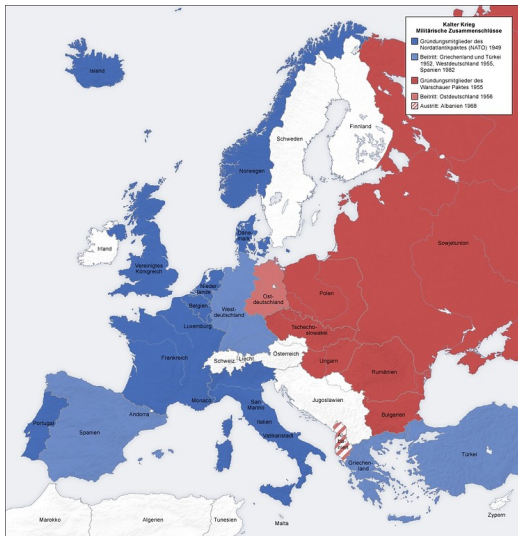 Kalter Krieg
Militärische Zusammenschlüsse
Gründungsmitglieder des
Nordatlantikpaktes (NATO) 1949
Beitritt: Griechenland und Türkei
1952, Westdeutschland 1955,
Spanien 1982
Gründungsmitglieder des
Warschauer Paktes 1955
Beitritt: Ostdeutschland 1956
Austritt: Albanien 1968
Island
Schweden
Finnland
Norwegen
Däne-
mark
Irland
Vereinigtes
Königreich
Sowjetunion
Nieder-
lande
Belgien
West-
deutschland
Ost-
deutschland
Polen
Luxemburg
Tschecho-
slowakei
Frankreich
Schweiz
Liecht.
Österreich
Ungarn
Rumänien
Jugoslawien
Monaco
San
Marino
Bulgarien
Andorra
Portugal
Spanien
Italien
Vatikanstadt
Griechen-
land
Türkei
Marokko
Algerien
Tunesien
Malta
Zypern